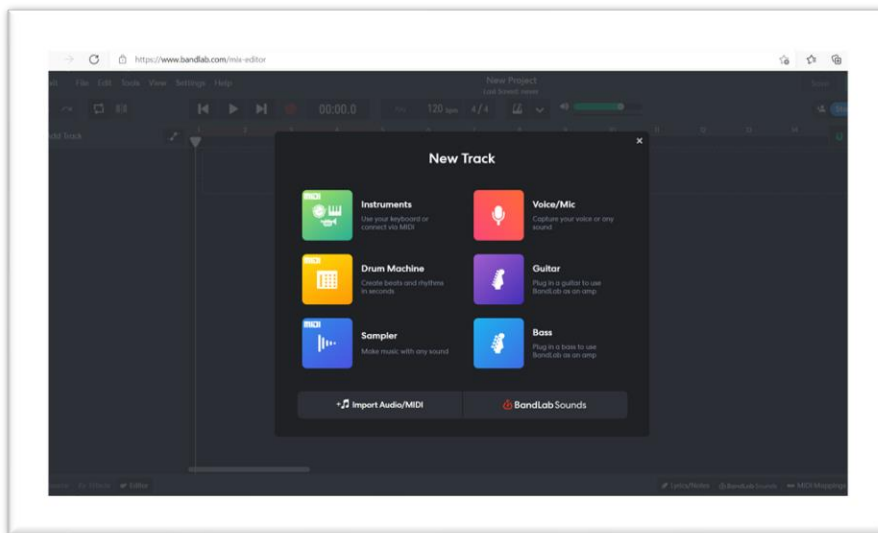 https://www.bandlab.com/mix-editor
File Edit Tools View Settings Help
New Project
Last Saved: never
00:00.0
120 bpm
4/4
Add Track
New Track
MIDI
Instruments
Use your keyboard or
connect via MIDI
Voice/Mic
Capture your voice or any
sound
MIDI
Drum Machine
Create beats and rhythms
in seconds
Guitar
Plug in a guitar to use
BandLab as an amp
MIDI
Sampler
Make music with any sound
Bass
Plug in a bass to use
BandLab as an amp
Import Audio/MIDI
BandLab Sounds
Editor
Lyrics/Notes
BandLab Sounds
MIDI Mappings